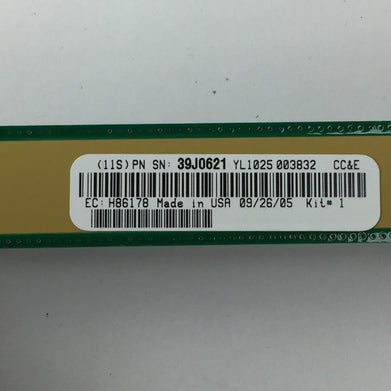 (11S)PN SN: 39J0621 YL1025 003832 CC&E
EC: H86178 Made in USA 09/26/05 Kit# 1